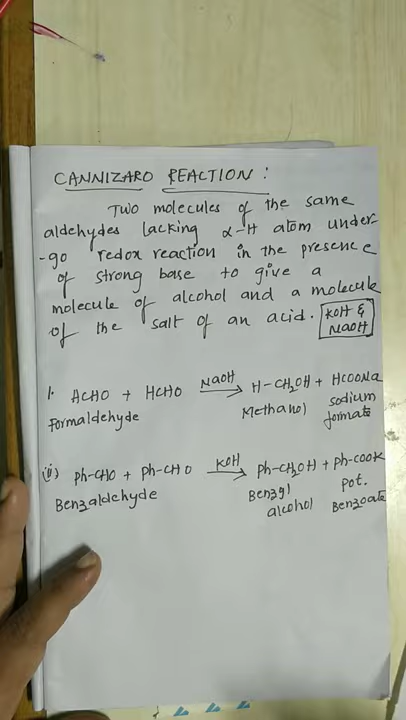 CANNIZARO REACTION :
Two molecules of the same
aldehydes lacking α-H atom under
-go redox reaction in the presence
of strong base to give a
molecule of alcohol and a molecule
of the salt of an acid. KOH &
NaOH
1. HCHO + HCHO NaOH → H-CH2OH + HCOONa
Formaldehyde Methanol sodium
formate
(ii) ph-CHO + ph-CHO KOH → ph-CH2OH + ph-COOK
Benzaldehyde Benzyl pot.
alcohol Benzoate